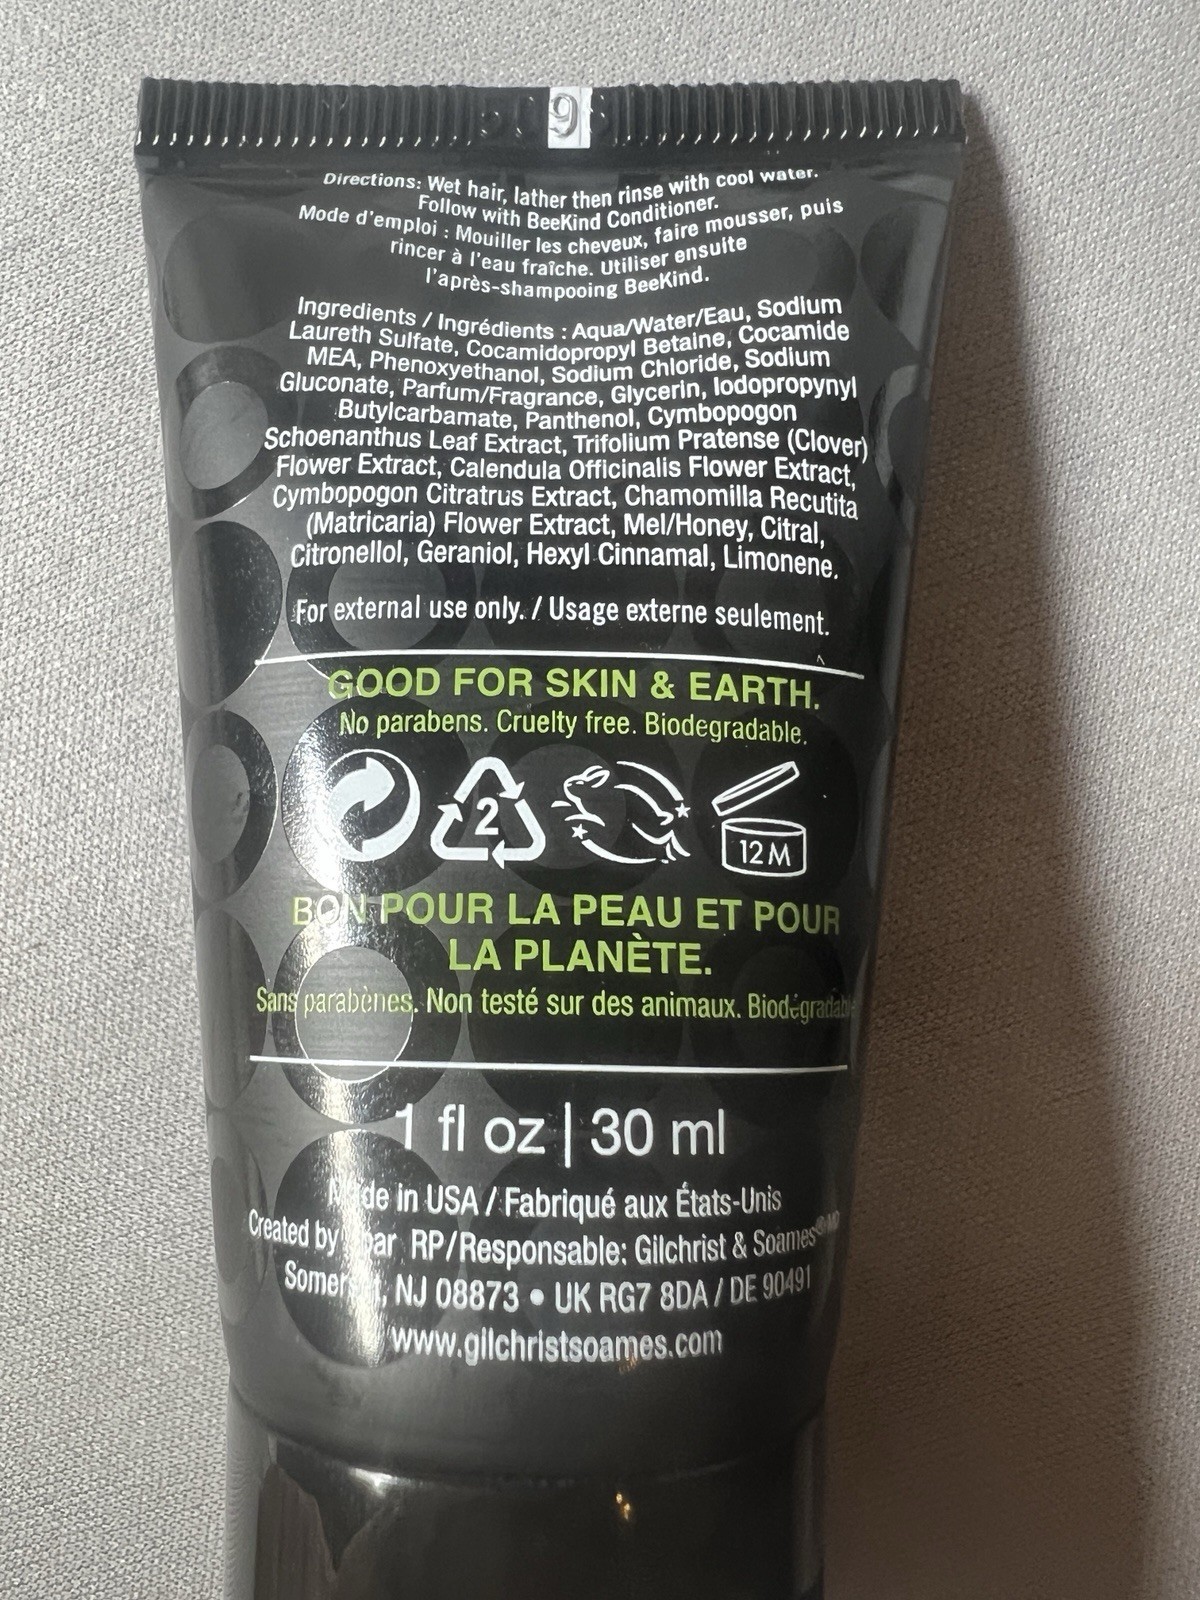 9
Directions: Wet hair, lather then rinse with cool water.
Follow with BeeKind Conditioner.
Mode d'emploi : Mouiller les cheveux, faire mousser, puis
rincer à l'eau fraîche. Utiliser ensuite
l'après-shampooing BeeKind.
Ingredients / Ingrédients : Aqua/Water/Eau, Sodium
Laureth Sulfate, Cocamidopropyl Betaine, Cocamide
MEA, Phenoxyethanol, Sodium Chloride, Sodium
Gluconate, Parfum/Fragrance, Glycerin, Iodopropynyl
Butylcarbamate, Panthenol, Cymbopogon
Schoenanthus Leaf Extract, Trifolium Pratense (Clover)
Flower Extract, Calendula Officinalis Flower Extract,
Cymbopogon Citratrus Extract, Chamomilla Recutita
(Matricaria) Flower Extract, Mel/Honey, Citral,
Citronellol, Geraniol, Hexyl Cinnamal, Limonene.
For external use only. / Usage externe seulement.
GOOD FOR SKIN & EARTH.
No parabens. Cruelty free. Biodegradable.
2
12 M
BON POUR LA PEAU ET POUR
LA PLANÈTE.
Sans parabènes. Non testé sur des animaux. Biodégradable
1 fl oz | 30 ml
Made in USA / Fabriqué aux États-Unis
Created by RP/Responsable: Gilchrist & Soames®MD
Somerset, NJ 08873 • UK RG7 8DA / DE 90491
www.gilchristsoames.com